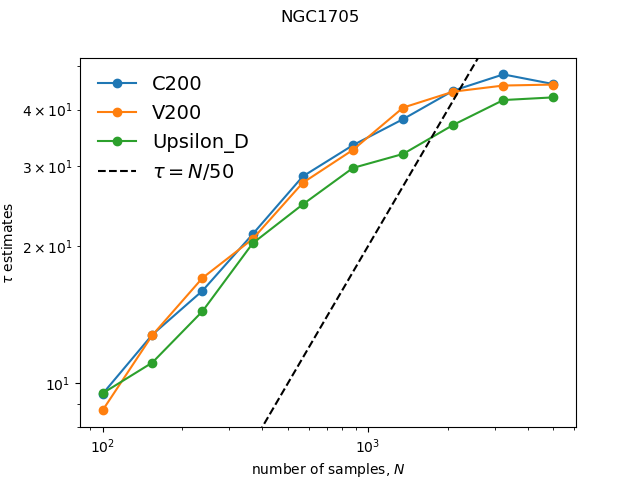 NGC1705
C200
V200
Upsilon_D
τ = N/50
4 × 10¹
3 × 10¹
2 × 10¹
10¹
τ estimates
10² 10³
number of samples, N